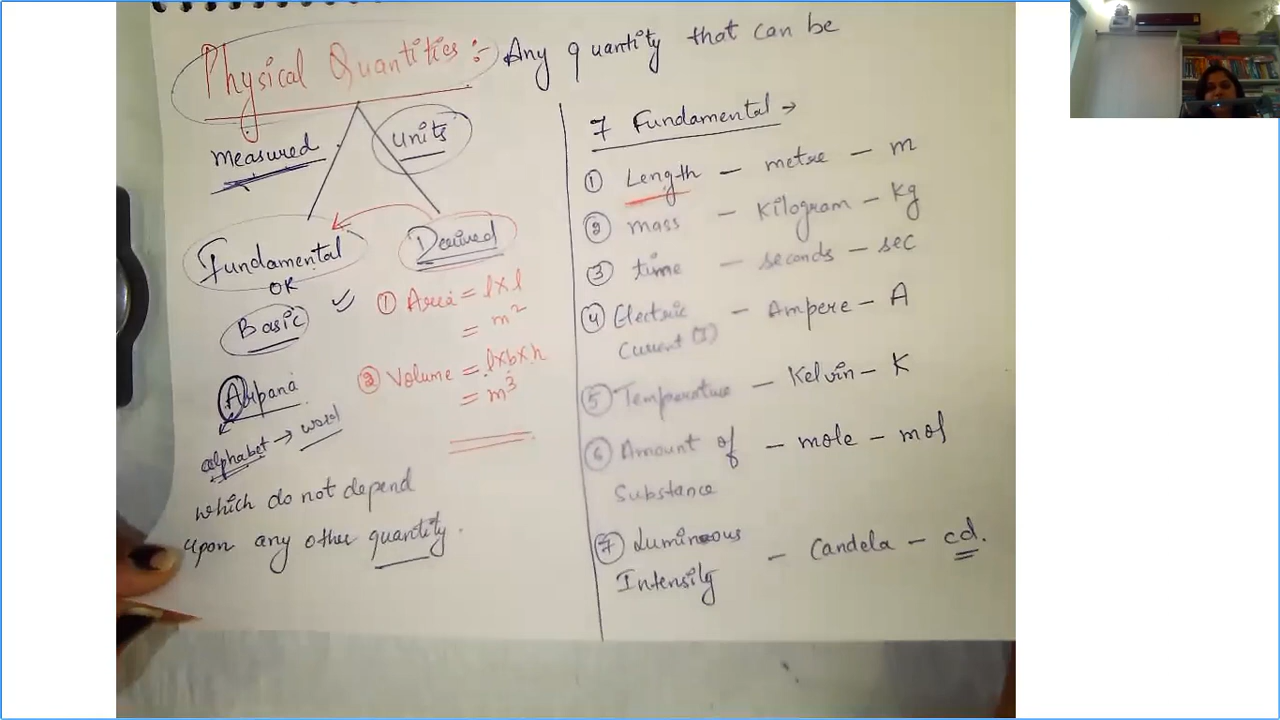 Physical Quantities :- Any quantity that can be
measured
units
Fundamental
OR
Basic
Derived
① Area = l×l
= m²
② Volume = l×b×h
= m³
Alupana
alphabet → word
which do not depend
upon any other quantity.
7 Fundamental →
① Length – metre – m
② mass – Kilogram – Kg
③ time – seconds – sec
④ Electric – Ampere – A
Current (I)
⑤ Temperature – Kelvin – K
⑥ Amount of – mole – mol
Substance
⑦ Luminous
Intensity – Candela – cd.